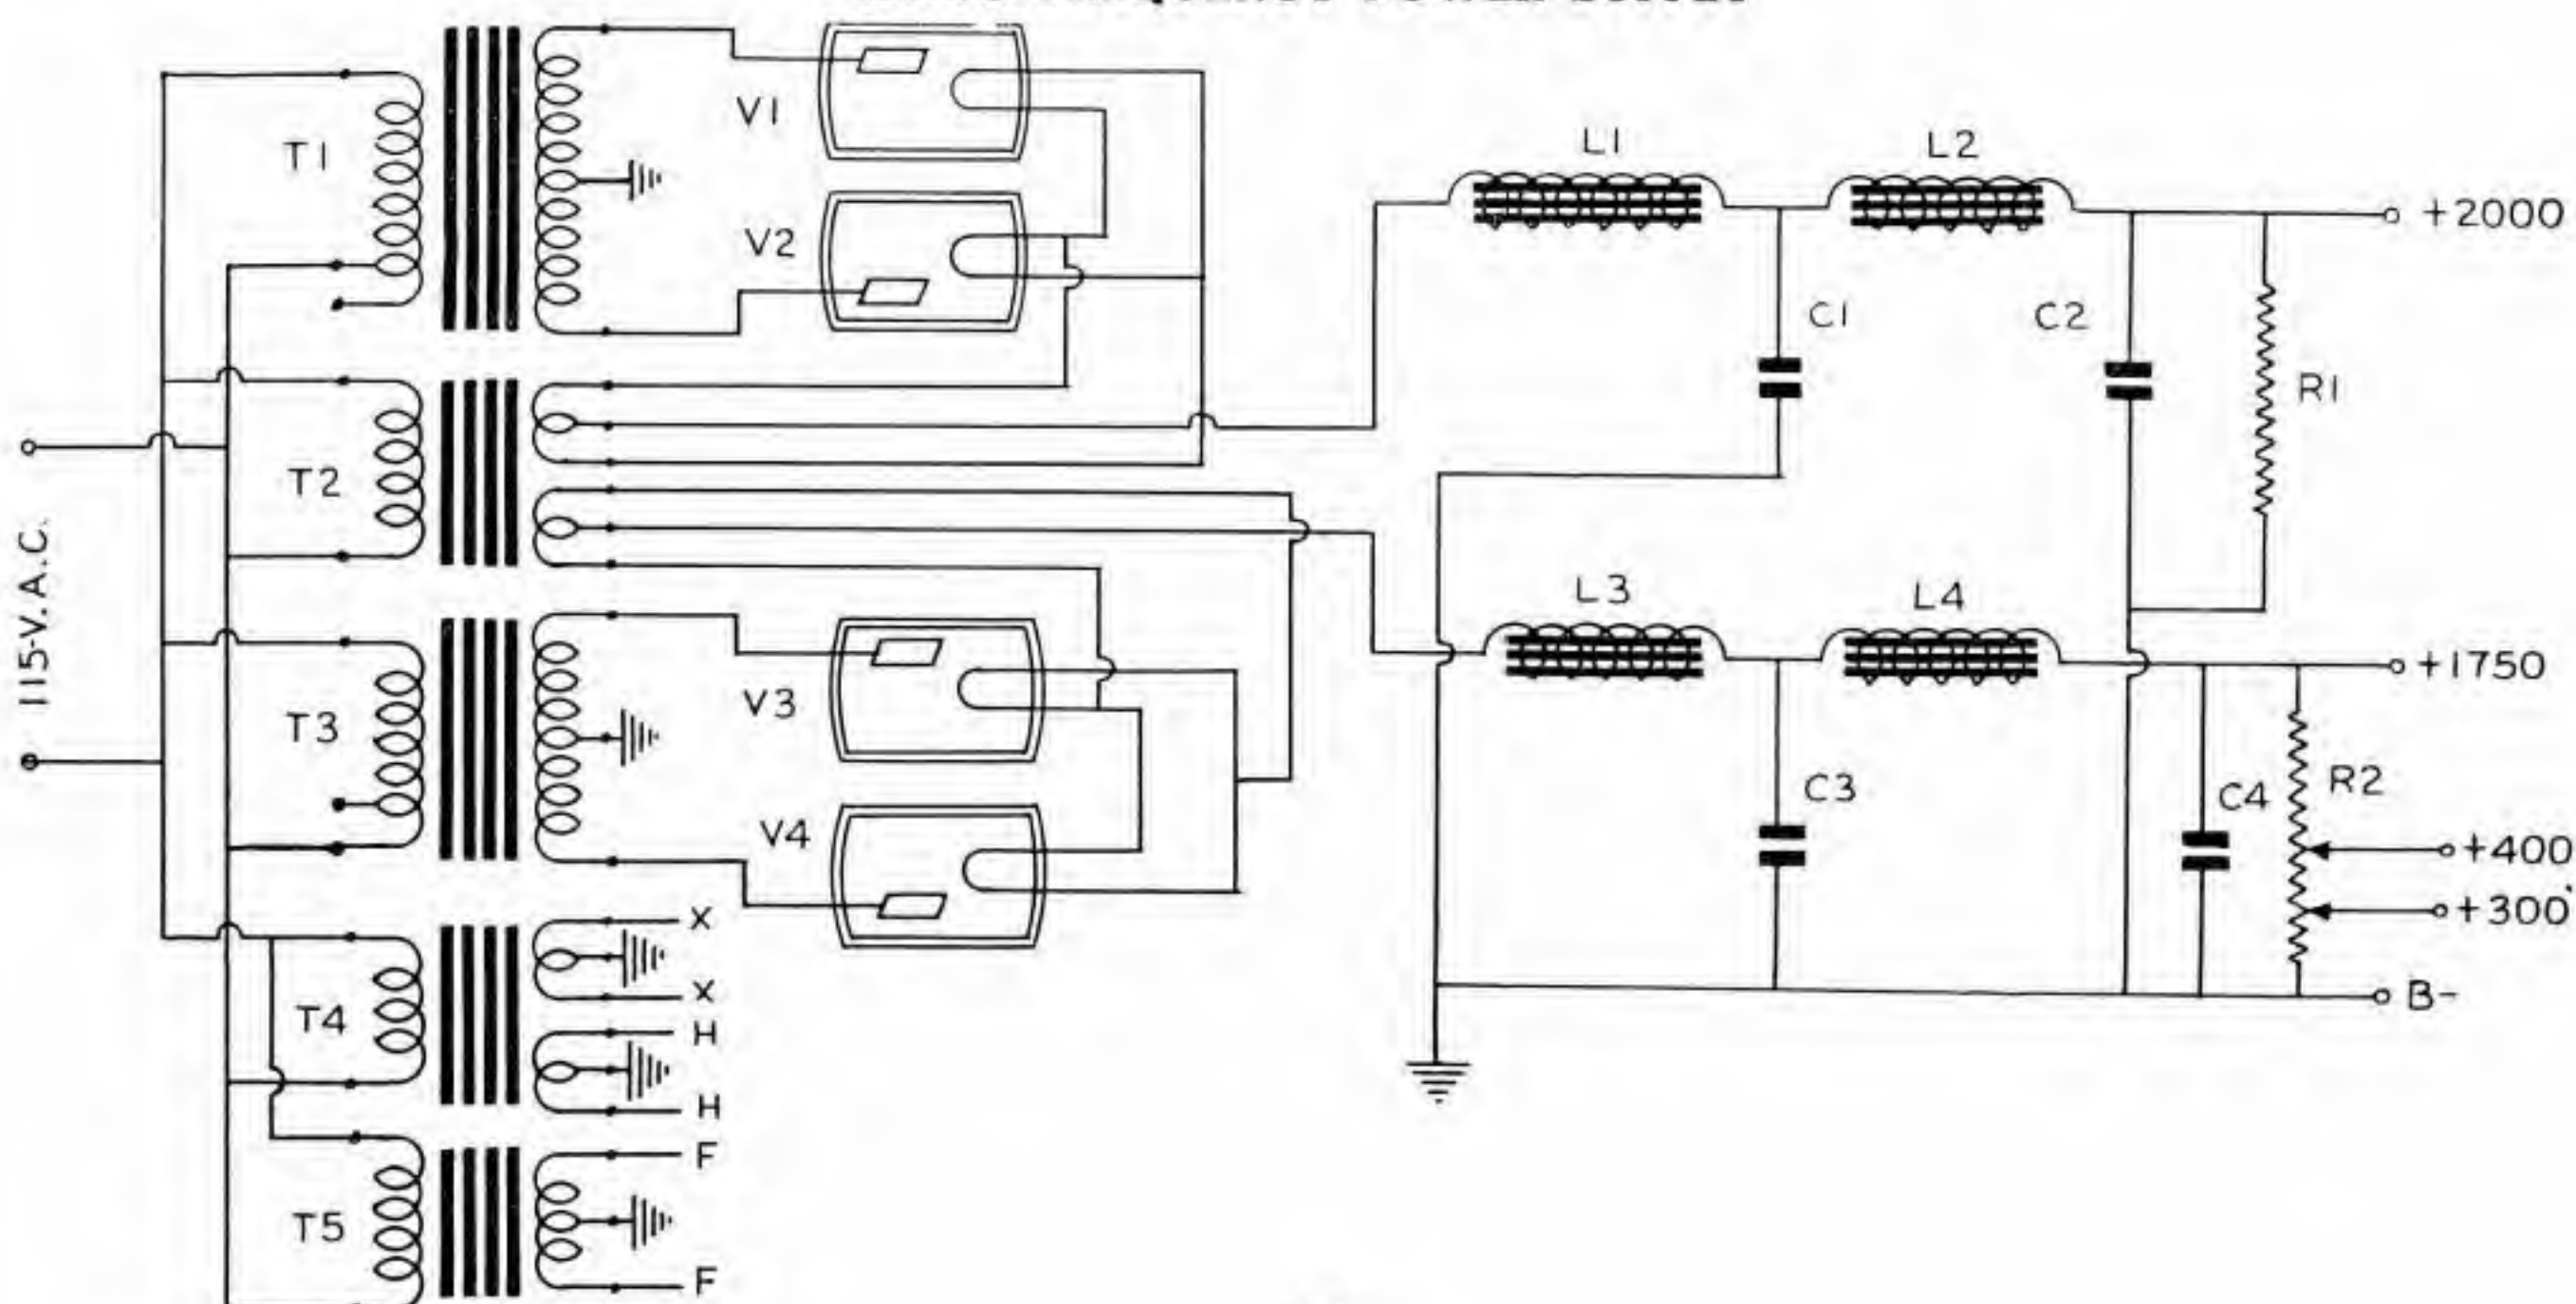 T1
V1
V2
L1
L2
+2000
C1
C2
R1
T2
115-V.A.C.
L3
L4
+1750
T3
V3
V4
C3
C4
R2
+400
+300
B-
T4
X
X
H
H
T5
F
F